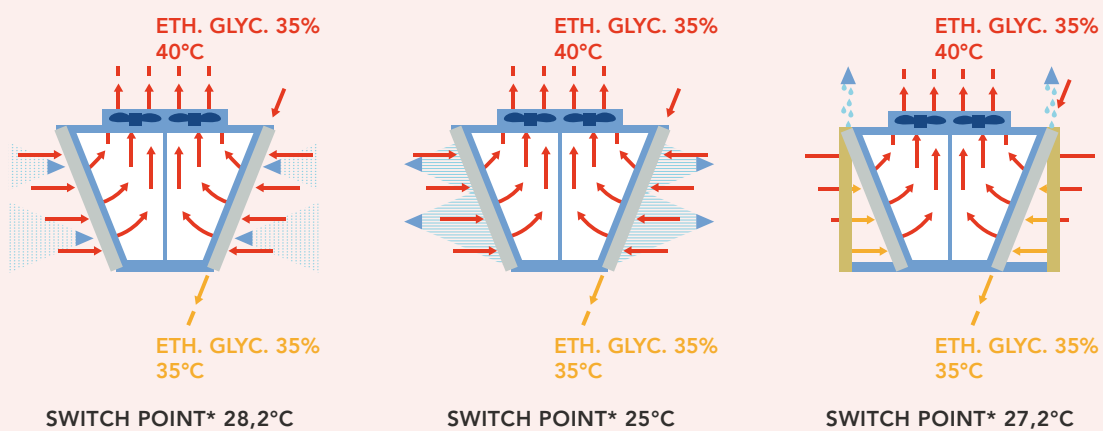 ETH. GLYC. 35%
40°C
ETH. GLYC. 35%
40°C
ETH. GLYC. 35%
40°C
ETH. GLYC. 35%
35°C
ETH. GLYC. 35%
35°C
ETH. GLYC. 35%
35°C
SWITCH POINT* 28,2°C
SWITCH POINT* 25°C
SWITCH POINT* 27,2°C